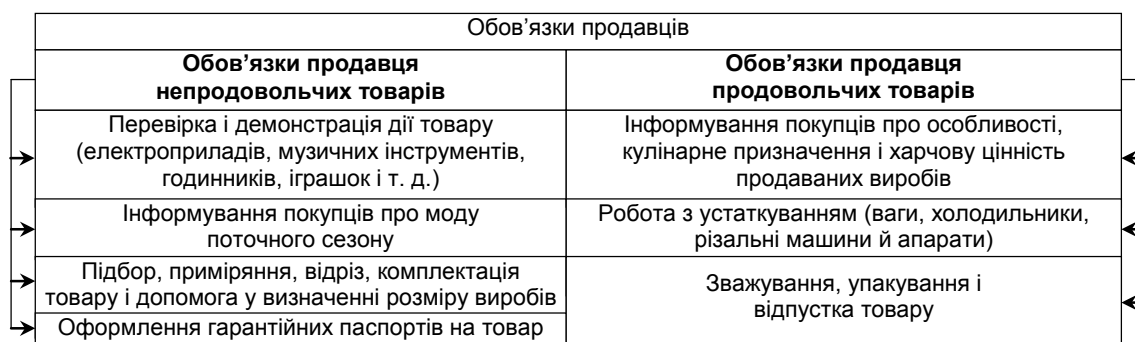 Обов’язки продавців
Обов’язки продавця
непродовольчих товарів
Обов’язки продавця
продовольчих товарів
Перевірка і демонстрація дії товару
(електроприладів, музичних інструментів,
годинників, іграшок і т. д.)
Інформування покупців про особливості,
кулінарне призначення і харчову цінність
продаваних виробів
Інформування покупців про моду
поточного сезону
Робота з устаткуванням (ваги, холодильники,
різальні машини й апарати)
Підбор, приміряння, відріз, комплектація
товару і допомога у визначенні розміру виробів
Зважування, упакування і
відпустка товару
Оформлення гарантійних паспортів на товар